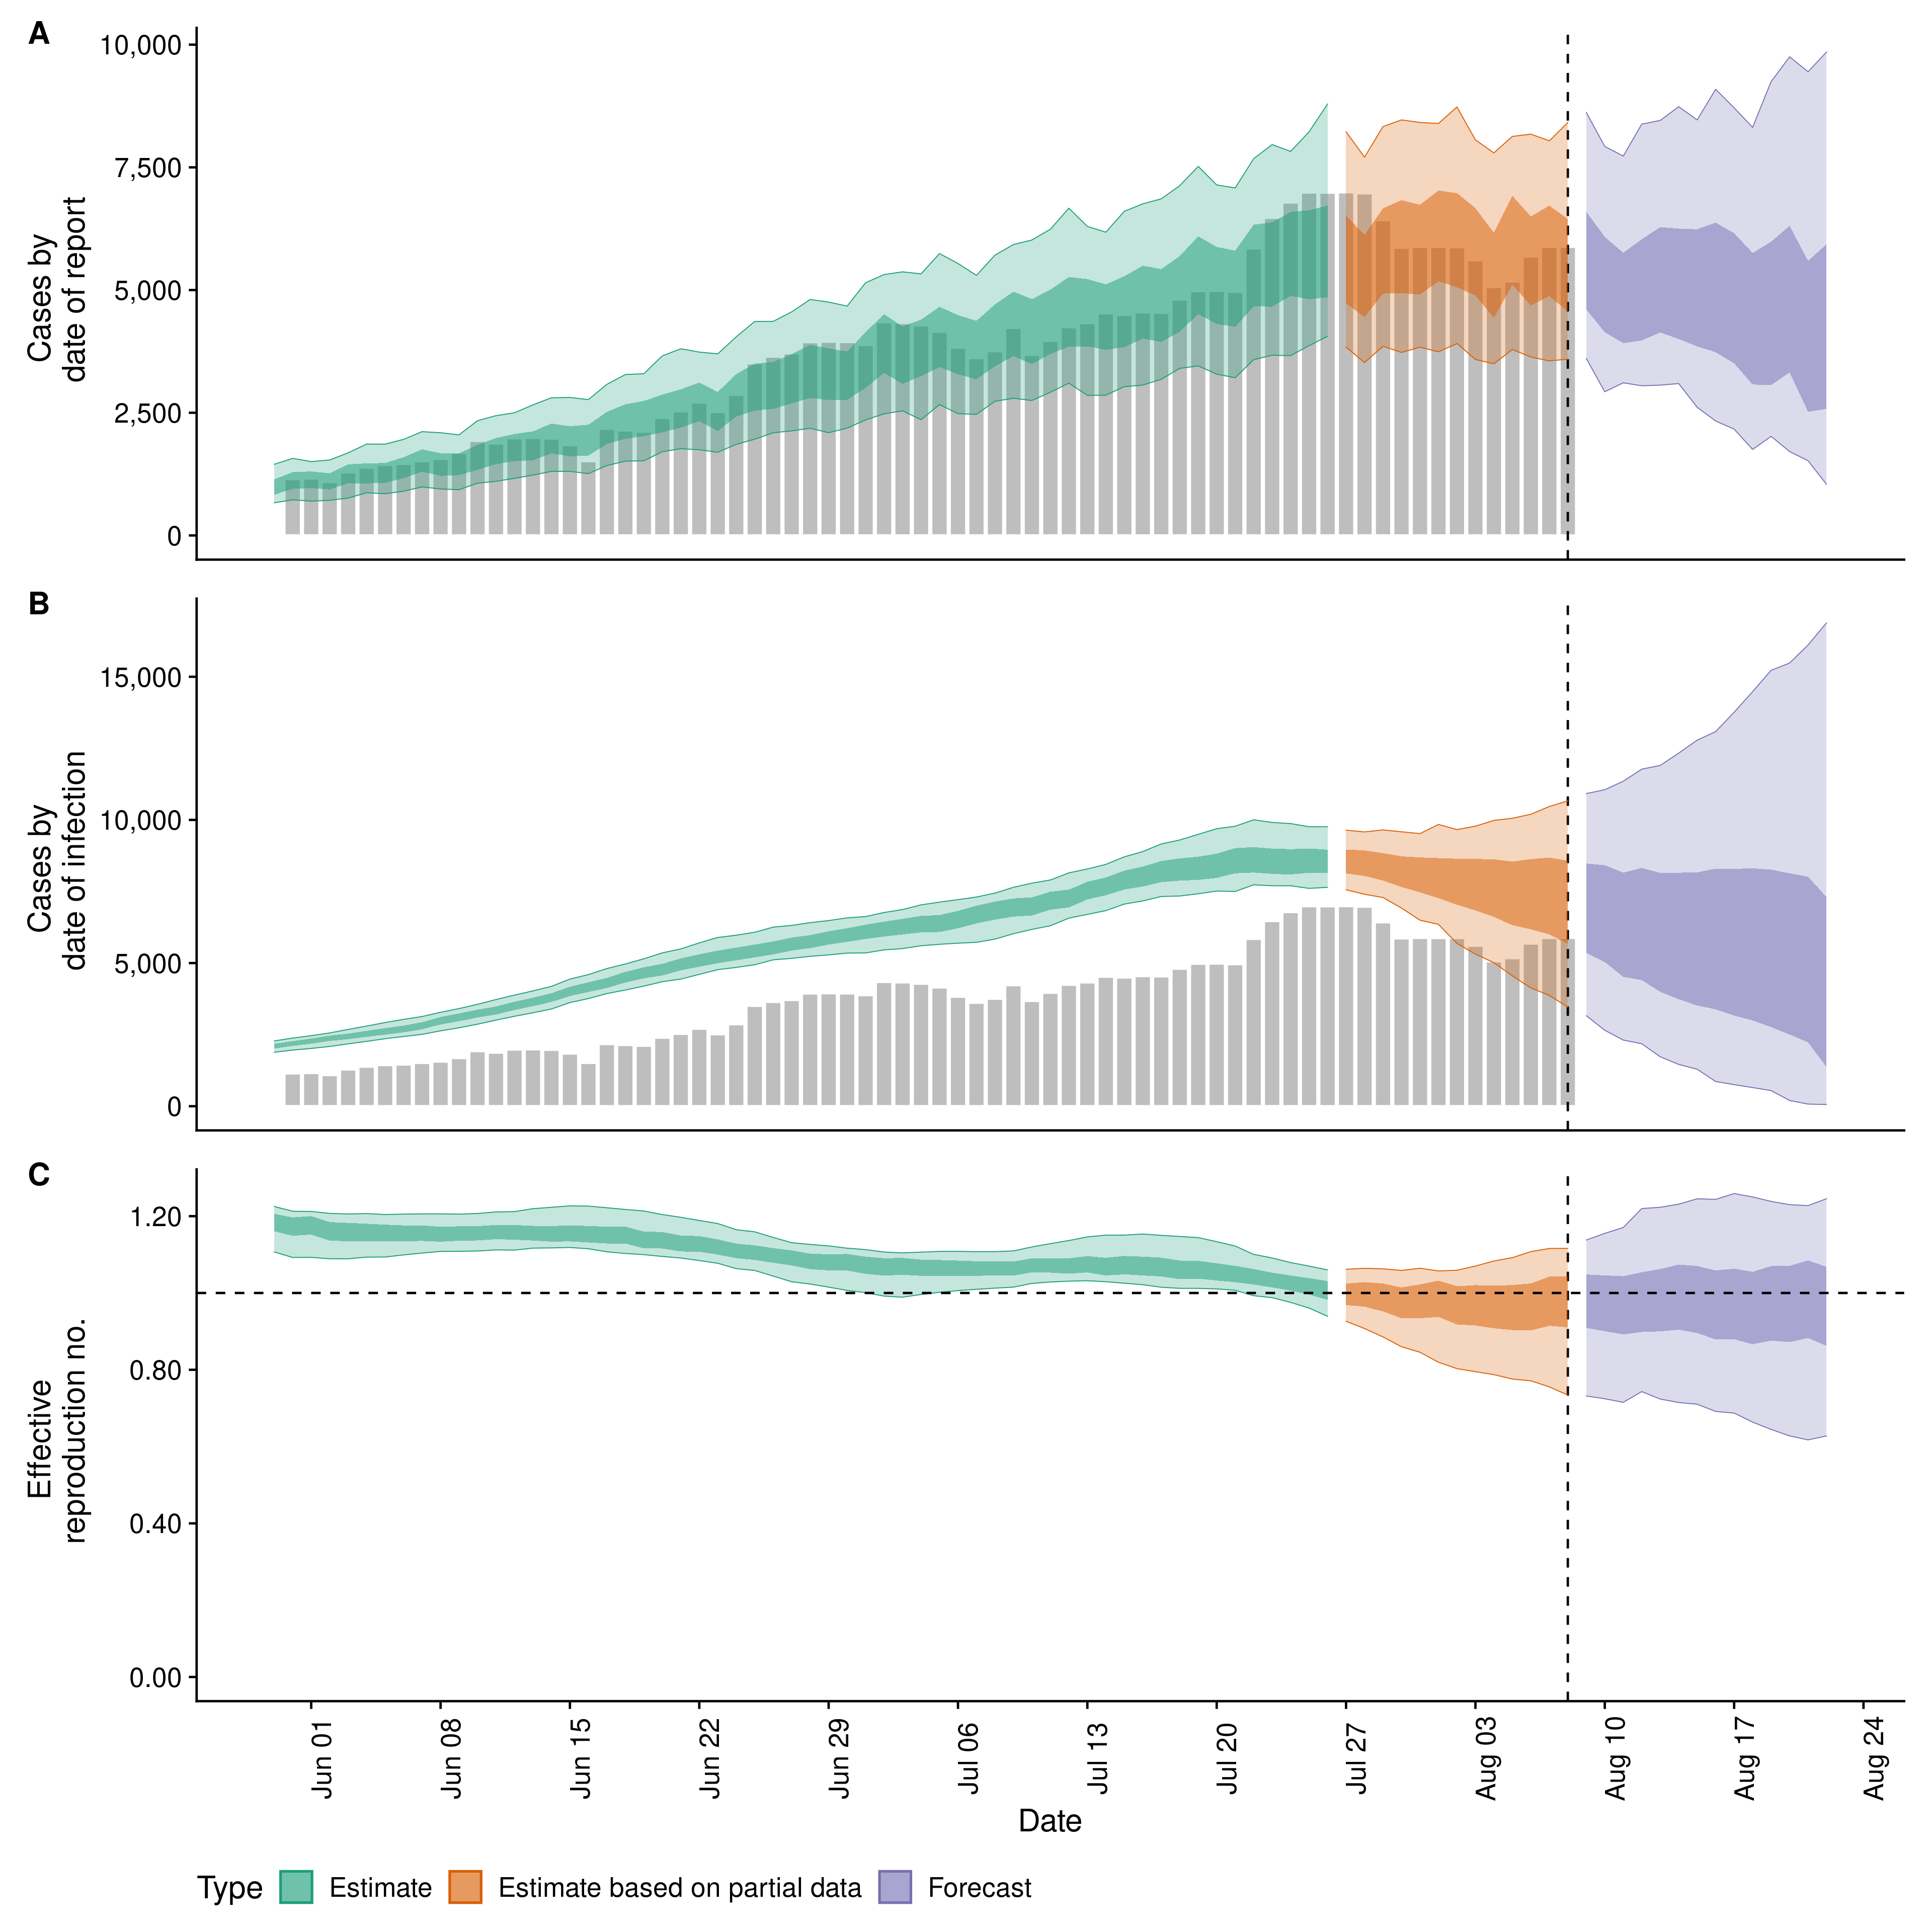 A
10,000
7,500
5,000
2,500
0
Cases by
date of report
B
15,000
10,000
5,000
0
Cases by
date of infection
C
1.20
0.80
0.40
0.00
Effective
reproduction no.
Jun 01
Jun 08
Jun 15
Jun 22
Jun 29
Jul 06
Jul 13
Jul 20
Jul 27
Aug 03
Aug 10
Aug 17
Aug 24
Date
Type Estimate Estimate based on partial data Forecast